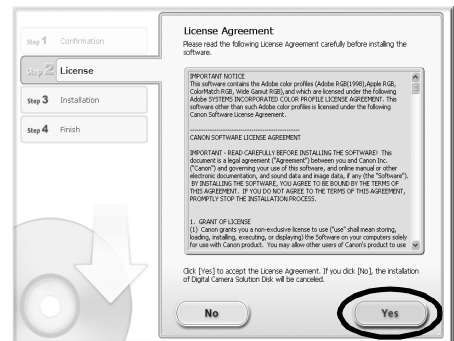 Step 1 Confirmation
Step 2 License
Step 3 Installation
Step 4 Finish
License Agreement
Please read the following License Agreement carefully before installing the
software.
IMPORTANT NOTICE
This software contains the Adobe color profiles (Adobe RGB(1998),Apple RGB,
ColorMatch RGB, Wide Gamut RGB),and which are licensed under the following
Adobe SYSTEMS INCORPORATED COLOR PROFILE LICENSE AGREEMENT. This
software other than such Adobe color profiles is licensed under the following
Canon Software License Agreement.
--------------------------------------------------
CANON SOFTWARE LICENSE AGREEMENT
IMPORTANT - READ CAREFULLY BEFORE INSTALLING THE SOFTWARE! This
document is a legal agreement ("Agreement") between you and Canon Inc.
("Canon") and governing your use of this software, and online manual or other
electronic documentation, and sound data and image data, if any (the "Software").
BY INSTALLING THE SOFTWARE, YOU AGREE TO BE BOUND BY THE TERMS OF
THIS AGREEMENT. IF YOU DO NOT AGREE TO THE TERMS OF THIS AGREEMENT,
PROMPTLY STOP THE INSTALLATION PROCESS.
1. GRANT OF LICENSE
(1) Canon grants you a non-exclusive license to use ("use" shall mean storing,
loading, installing, executing, or displaying) the Software on your computers solely
for use with Canon product. You may allow other users of Canon's product to use
Click [Yes] to accept the License Agreement. If you click [No], the installation
of Digital Camera Solution Disk will be canceled.
No
Yes